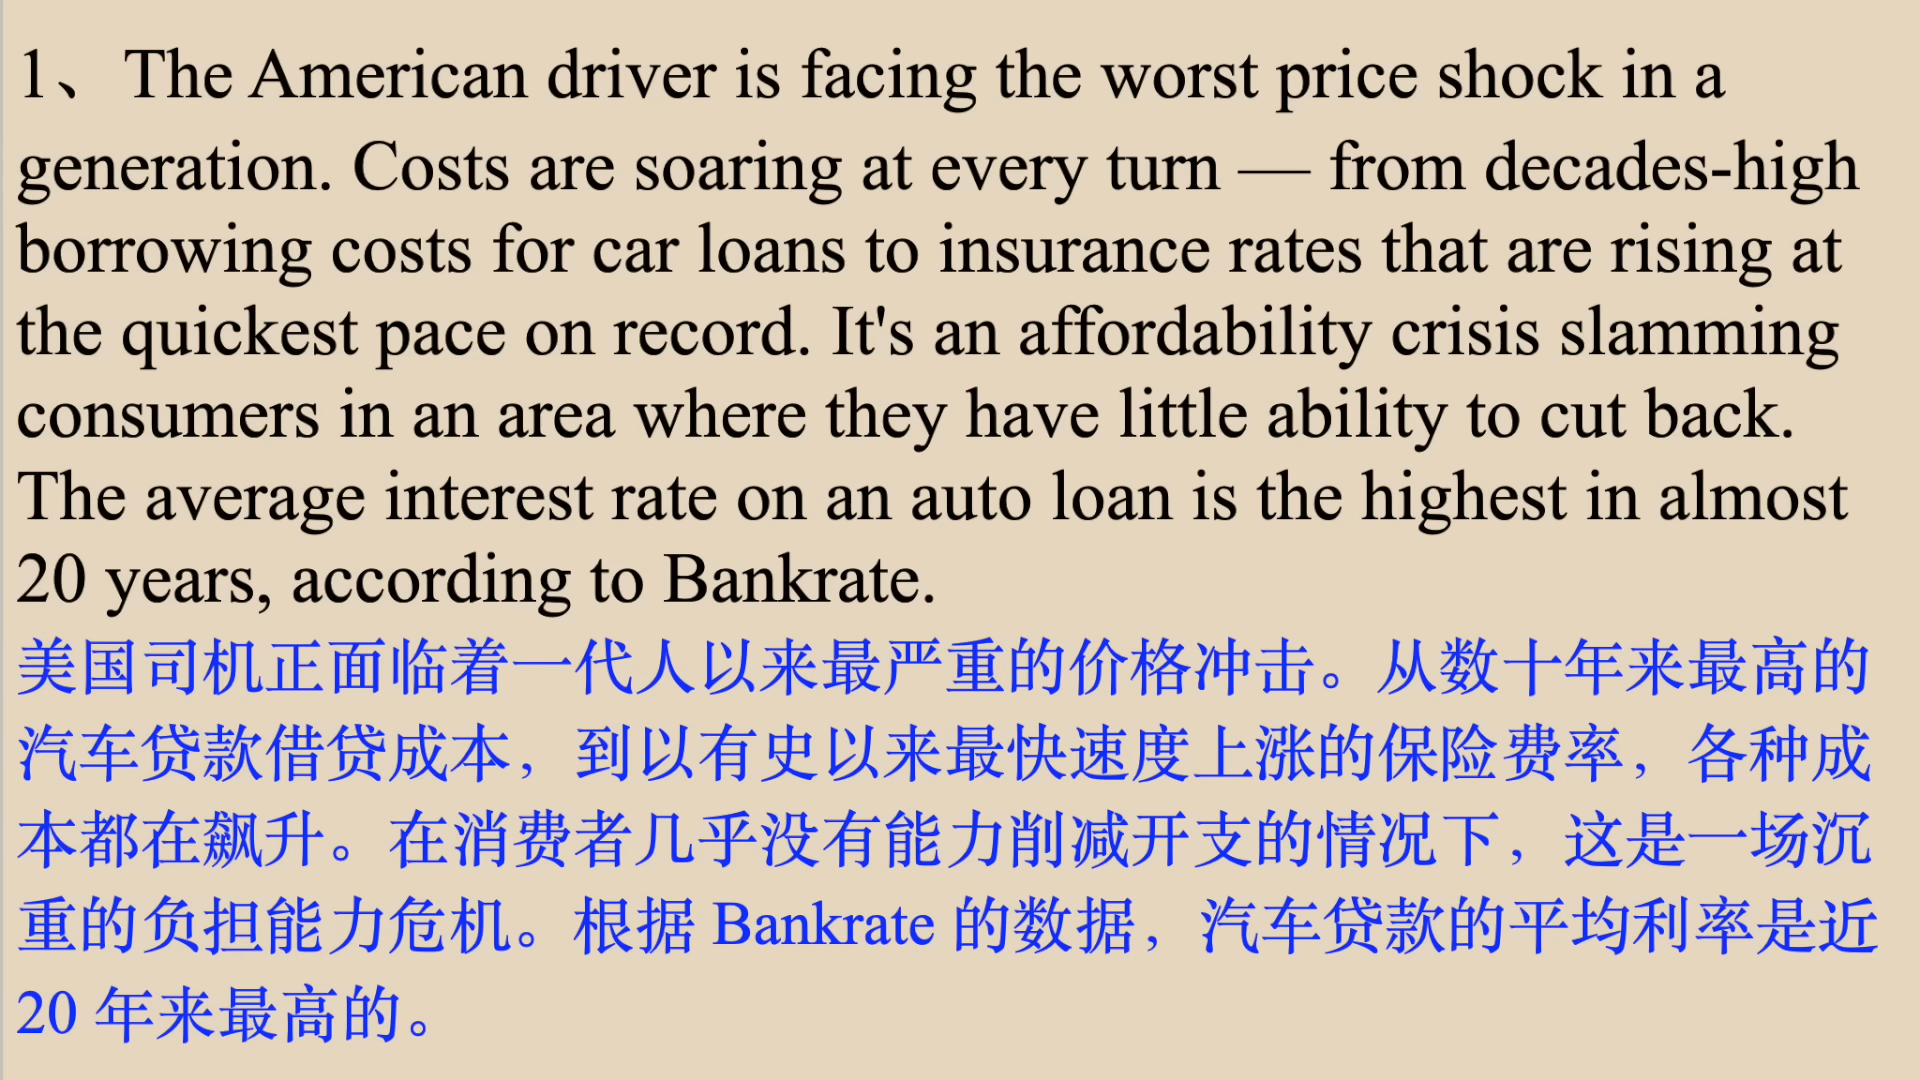 1、The American driver is facing the worst price shock in a
generation. Costs are soaring at every turn — from decades-high
borrowing costs for car loans to insurance rates that are rising at
the quickest pace on record. It's an affordability crisis slamming
consumers in an area where they have little ability to cut back.
The average interest rate on an auto loan is the highest in almost
20 years, according to Bankrate.
美国司机正面临着一代人以来最严重的价格冲击。从数十年来最高的
汽车贷款借贷成本，到以有史以来最快速度上涨的保险费率，各种成
本都在飙升。在消费者几乎没有能力削减开支的情况下，这是一场沉
重的负担能力危机。根据 Bankrate 的数据，汽车贷款的平均利率是近
20 年来最高的。